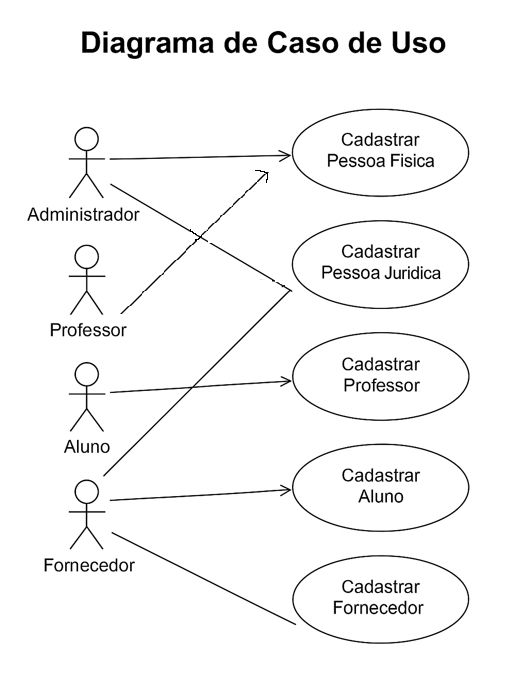 Diagrama de Caso de Uso
Cadastrar
Pessoa Fisica
Administrador
Cadastrar
Pessoa Juridica
Professor
Cadastrar
Professor
Aluno
Cadastrar
Aluno
Fornecedor
Cadastrar
Fornecedor